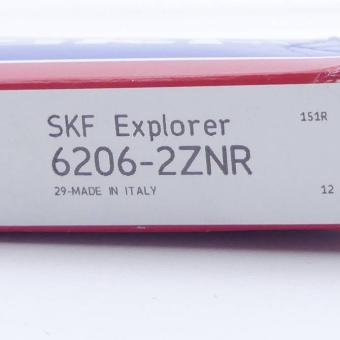 SKF Explorer 151R
6206-2ZNR
29-MADE IN ITALY 12